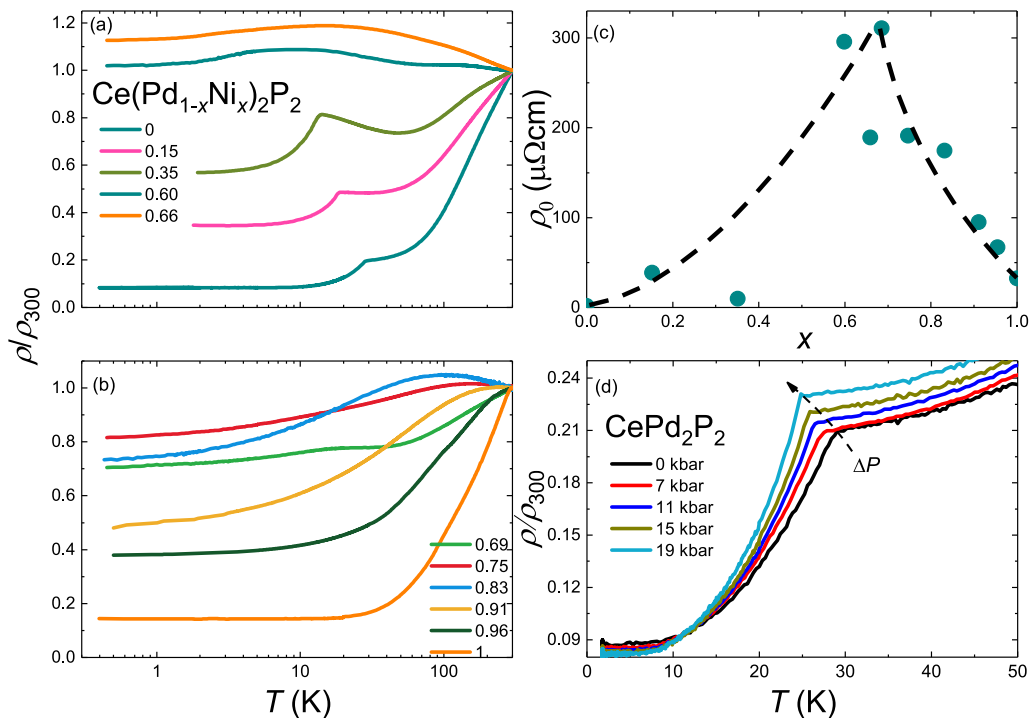 (a)
1.2
1.0
0.8
0.6
0.4
0.2
0.0
Ce(Pd₁₋ₓNiₓ)₂P₂
0
0.15
0.35
0.60
0.66
ρ/ρ₃₀₀
(b)
1.0
0.8
0.6
0.4
0.2
0.0
0.69
0.75
0.83
0.91
0.96
1
1
10
100
T (K)
(c)
300
200
100
0
ρ₀ (μΩcm)
0.0
0.2
0.4
0.6
0.8
1.0
x
(d)
0.24
0.21
0.18
0.15
0.12
0.09
ρ/ρ₃₀₀
CePd₂P₂
0 kbar
7 kbar
11 kbar
15 kbar
19 kbar
ΔP
0
10
20
30
40
50
T (K)